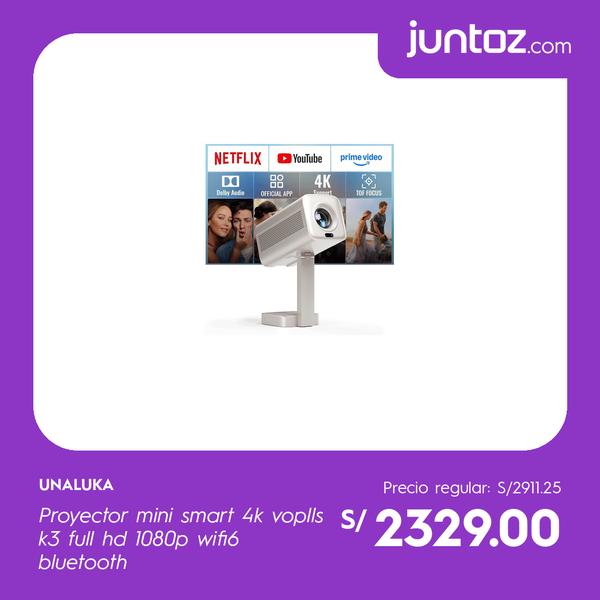 juntoz.com
NETFLIX YouTube prime video
Dolby Audio OFFICIAL APP 4K Support TOF FOCUS
UNALUKA
Proyector mini smart 4k voplls
k3 full hd 1080p wifi6
bluetooth
Precio regular: S/2911.25
S/ 2329.00